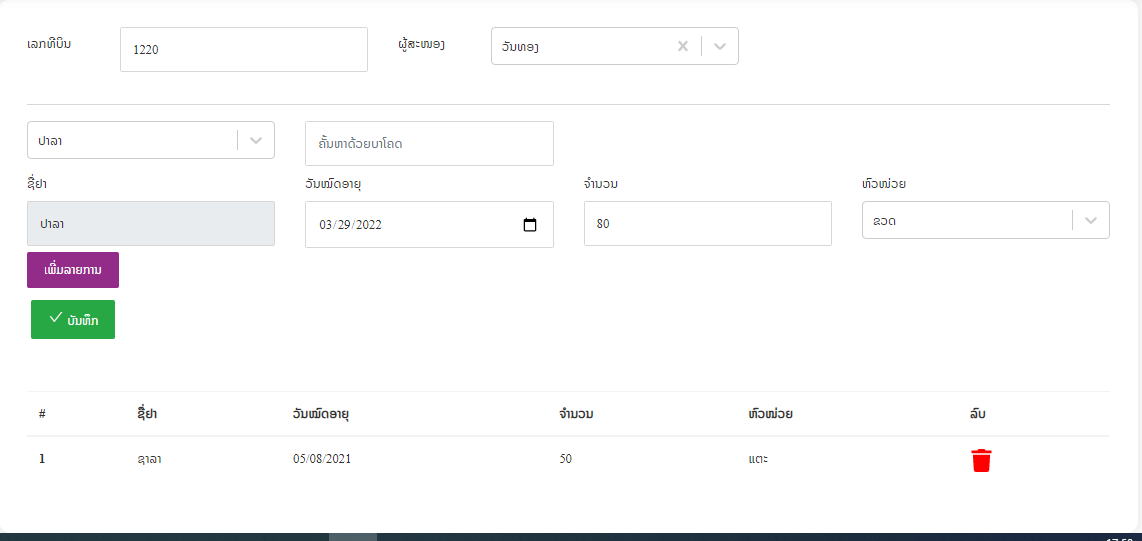 ເລກທີບິນ 1220 ຜູ້ສະໜອງ ວັນທອງ
ປາລາ ຄົ້ນຫາດ້ວຍບາໂຄດ
ຊື່ຢາ ວັນໝົດອາຍຸ ຈຳນວນ ຫົວໜ່ວຍ
ປາລາ 03/29/2022 80 ຂວດ
ເພີ່ມລາຍການ
ບັນທຶກ
# ຊື່ຢາ ວັນໝົດອາຍຸ ຈຳນວນ ຫົວໜ່ວຍ ລົບ
1 ຊາລາ 05/08/2021 50 ແຕະ